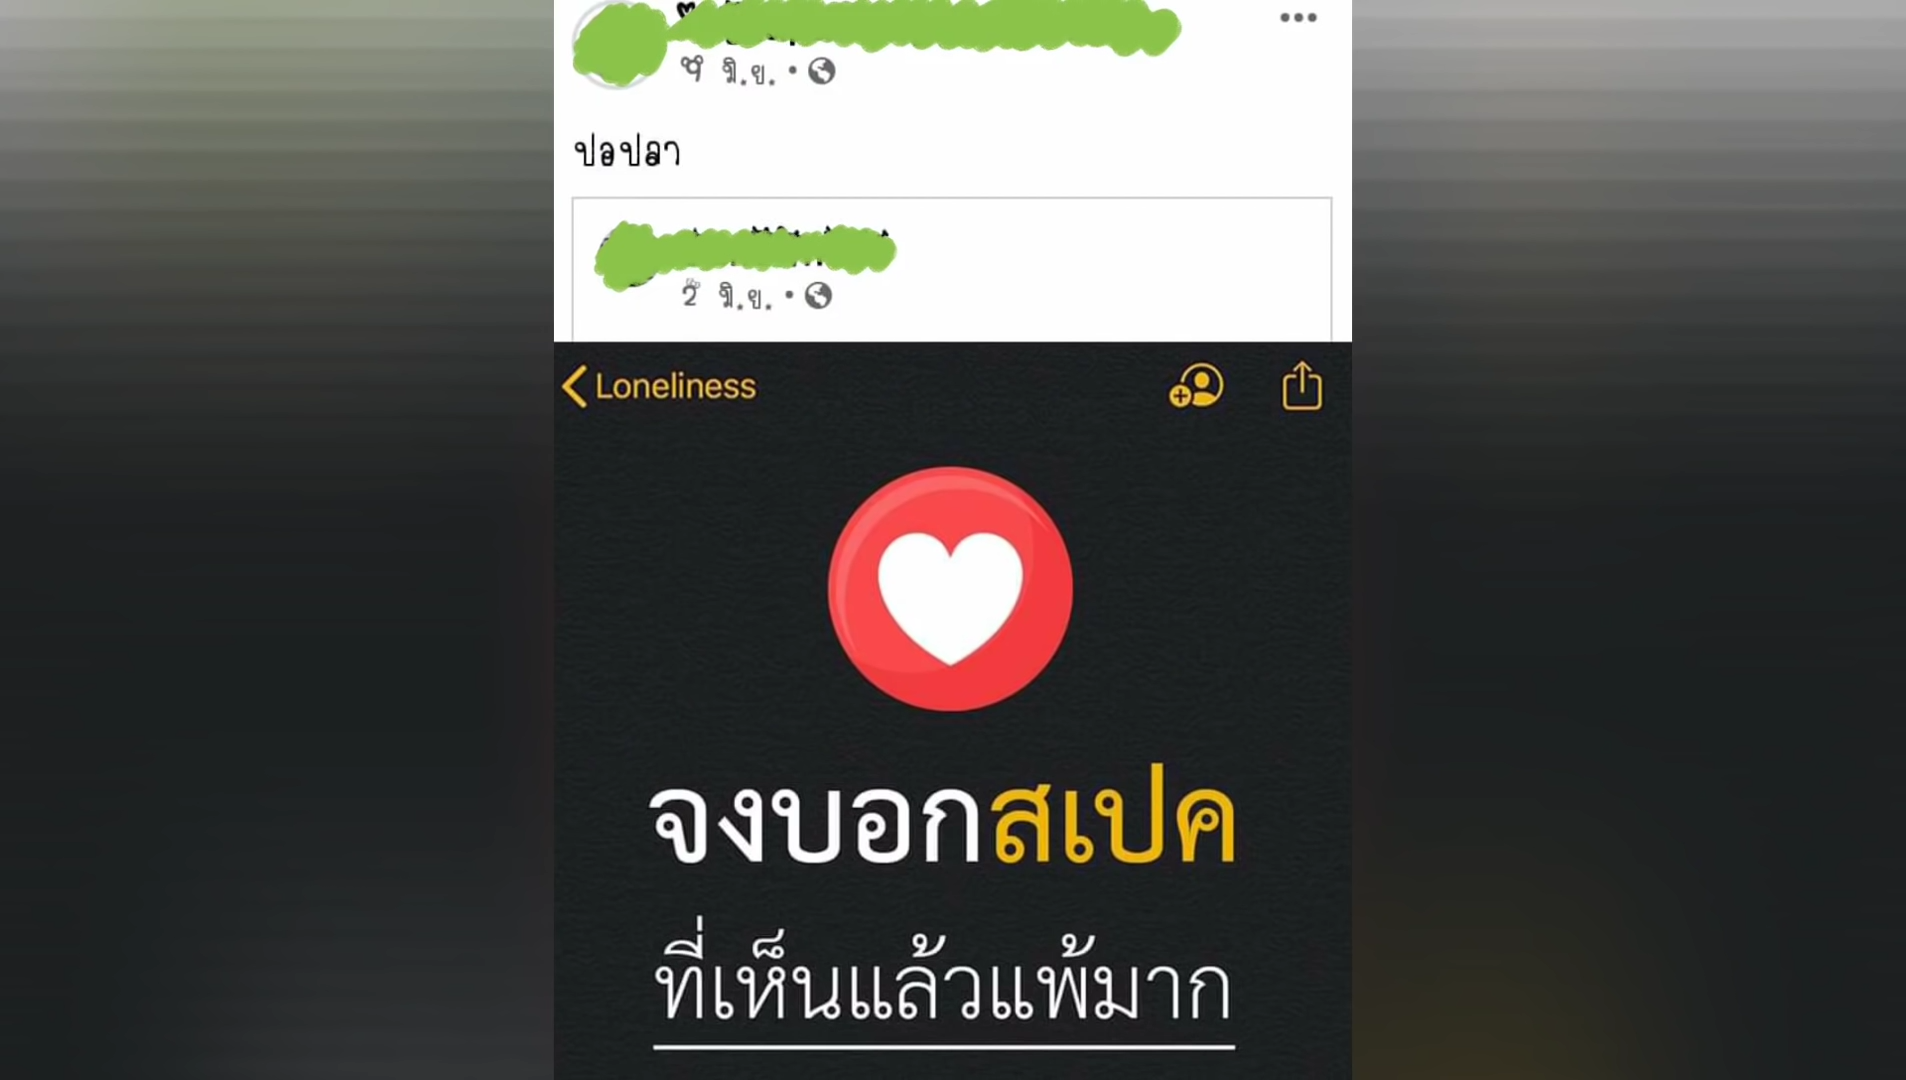 9 มิ.ย.
ปอปลา
2 มิ.ย.
Loneliness
จงบอกสเปค
ที่เห็นแล้วแพ้มาก